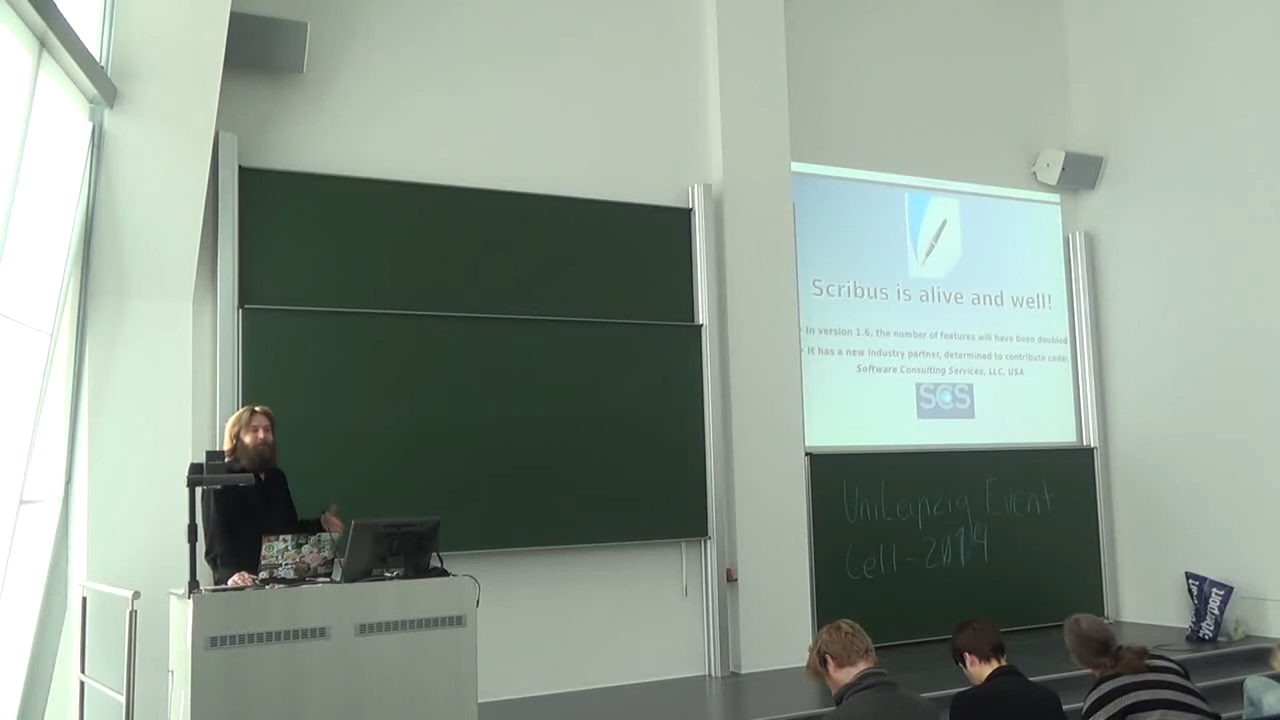 Scribus is alive and well!
In version 1.6, the number of features will have been doubled
It has a new industry partner, determined to contribute code:
Software Consulting Services, LLC, USA
SCS
UniLeipzig Event
Cell-2014
cyberport